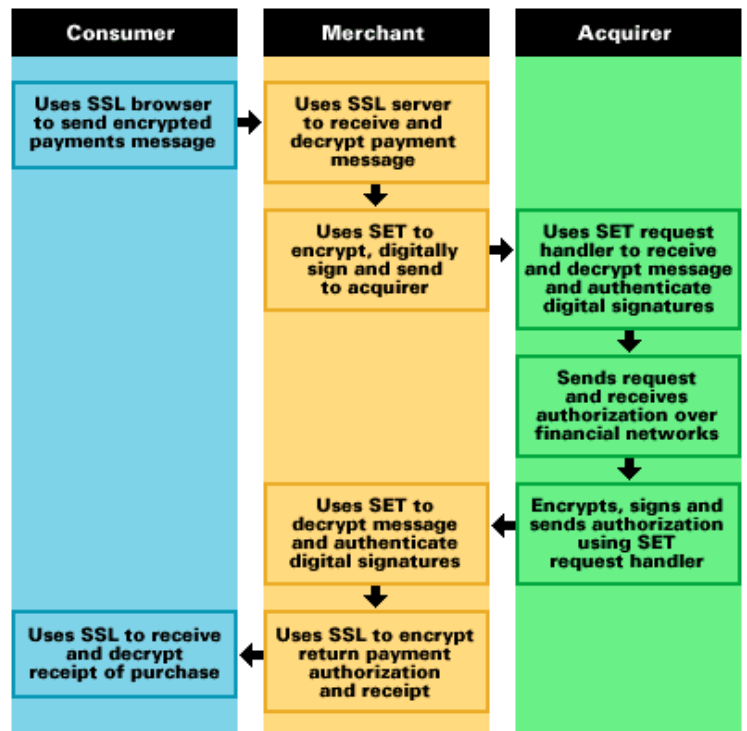 Consumer
Merchant
Acquirer
Uses SSL browser
to send encrypted
payments message
Uses SSL server
to receive and
decrypt payment
message
Uses SET to
encrypt, digitally
sign and send
to acquirer
Uses SET request
handler to receive
and decrypt message
and authenticate
digital signatures
Sends request
and receives
authorization over
financial networks
Encrypts, signs and
sends authorization
using SET
request handler
Uses SET to
decrypt message
and authenticate
digital signatures
Uses SSL to encrypt
return payment
authorization
and receipt
Uses SSL to receive
and decrypt
receipt of purchase